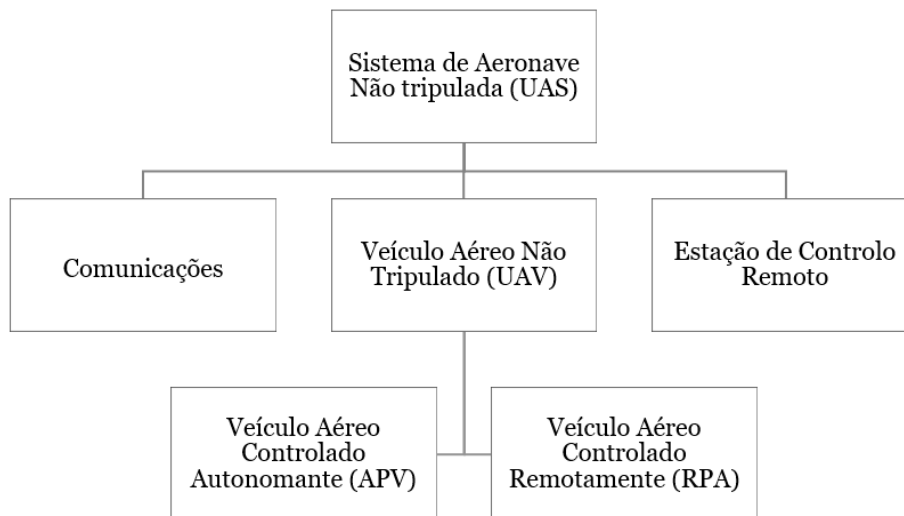 Sistema de Aeronave
Não tripulada (UAS)
Comunicações
Veículo Aéreo Não
Tripulado (UAV)
Estação de Controlo
Remoto
Veículo Aéreo
Controlado
Autonomante (APV)
Veículo Aéreo
Controlado
Remotamente (RPA)